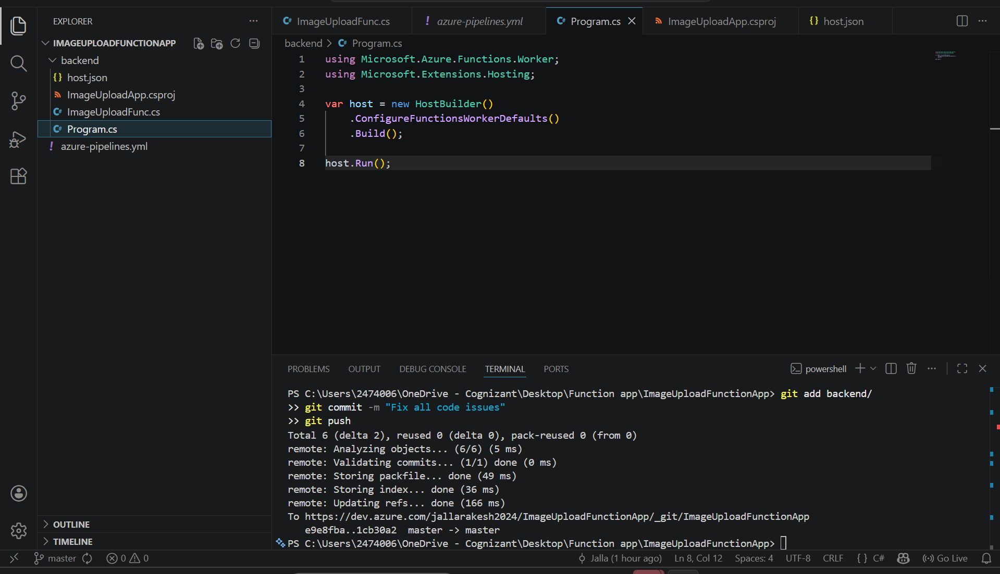 EXPLORER
IMAGEUPLOADFUNCTIONAPP
backend
{} host.json
ImageUploadApp.csproj
C# ImageUploadFunc.cs
C# Program.cs
! azure-pipelines.yml
OUTLINE
TIMELINE
C# ImageUploadFunc.cs
! azure-pipelines.yml
C# Program.cs
ImageUploadApp.csproj
{} host.json
backend > C# Program.cs
1 using Microsoft.Azure.Functions.Worker;
2 using Microsoft.Extensions.Hosting;
3
4 var host = new HostBuilder()
5 .ConfigureFunctionsWorkerDefaults()
6 .Build();
7
8 host.Run();
PROBLEMS OUTPUT DEBUG CONSOLE TERMINAL PORTS
powershell
PS C:\Users\2474006\OneDrive - Cognizant\Desktop\Function app\ImageUploadFunctionApp> git add backend/
>> git commit -m "Fix all code issues"
>> git push
Total 6 (delta 2), reused 0 (delta 0), pack-reused 0 (from 0)
remote: Analyzing objects... (6/6) (5 ms)
remote: Validating commits... (1/1) done (0 ms)
remote: Storing packfile... done (49 ms)
remote: Storing index... done (36 ms)
remote: Updating refs... done (166 ms)
To https://dev.azure.com/jallarakesh2024/ImageUploadFunctionApp/_git/ImageUploadFunctionApp
e9e8fba..1cb30a2 master -> master
PS C:\Users\2474006\OneDrive - Cognizant\Desktop\Function app\ImageUploadFunctionApp>
master 0 0 Jalla (1 hour ago) Ln 8, Col 12 Spaces: 4 UTF-8 CRLF {} C# Go Live